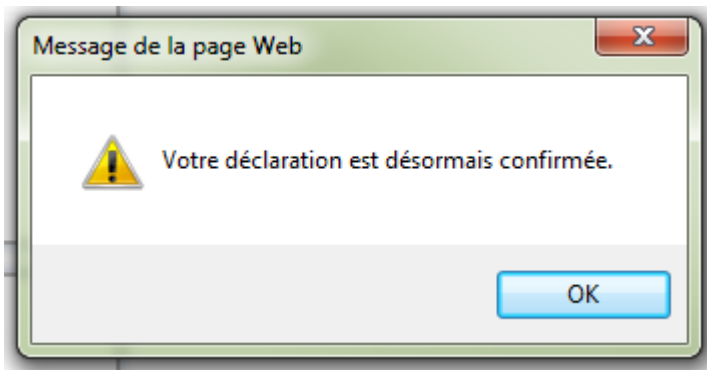 Message de la page Web
Votre déclaration est désormais confirmée.
OK